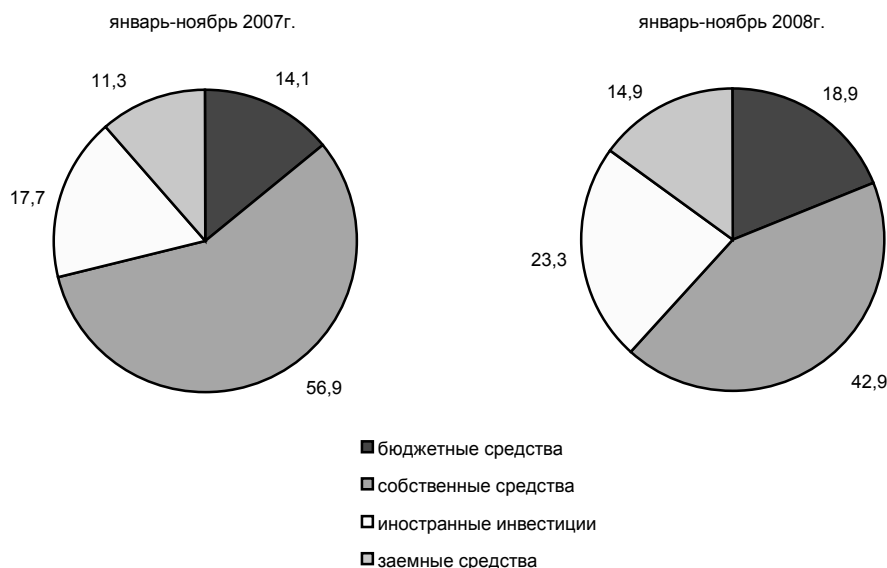 январь-ноябрь 2007г.
январь-ноябрь 2008г.
11,3
14,1
17,7
56,9
14,9
18,9
23,3
42,9
бюджетные средства
собственные средства
иностранные инвестиции
заемные средства